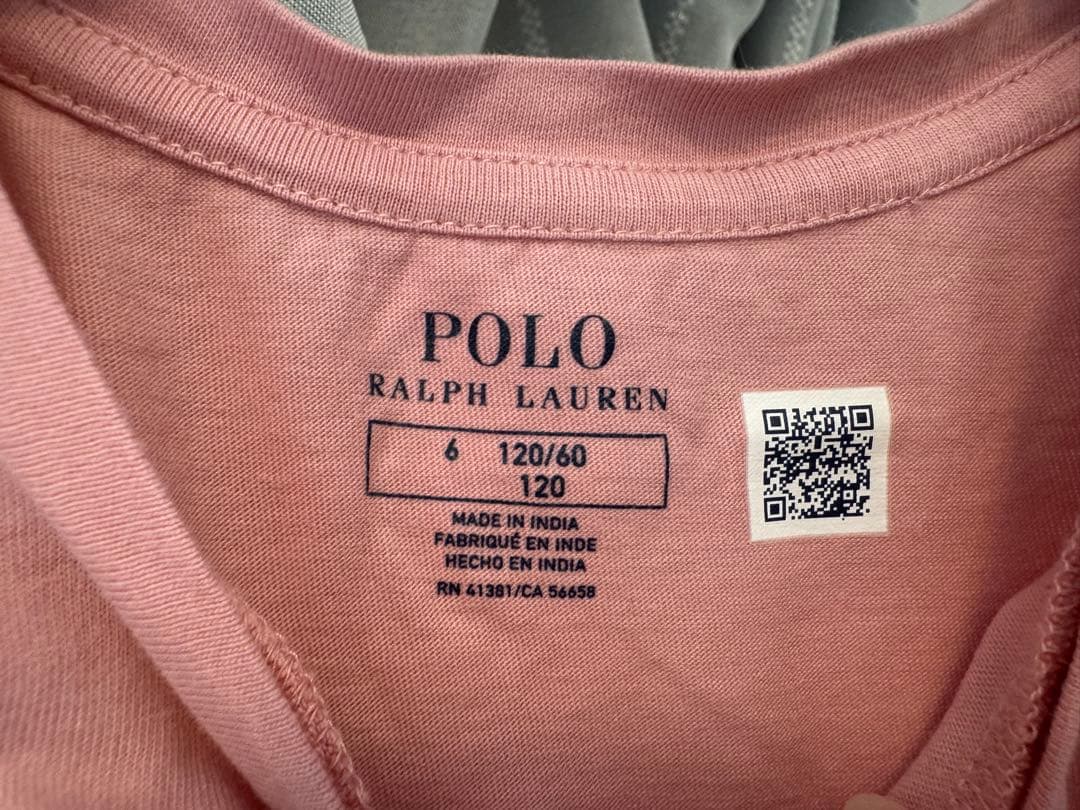 POLO
RALPH LAUREN
6 120/60
120
MADE IN INDIA
FABRIQUÉ EN INDE
HECHO EN INDIA
RN 41381/CA 56658